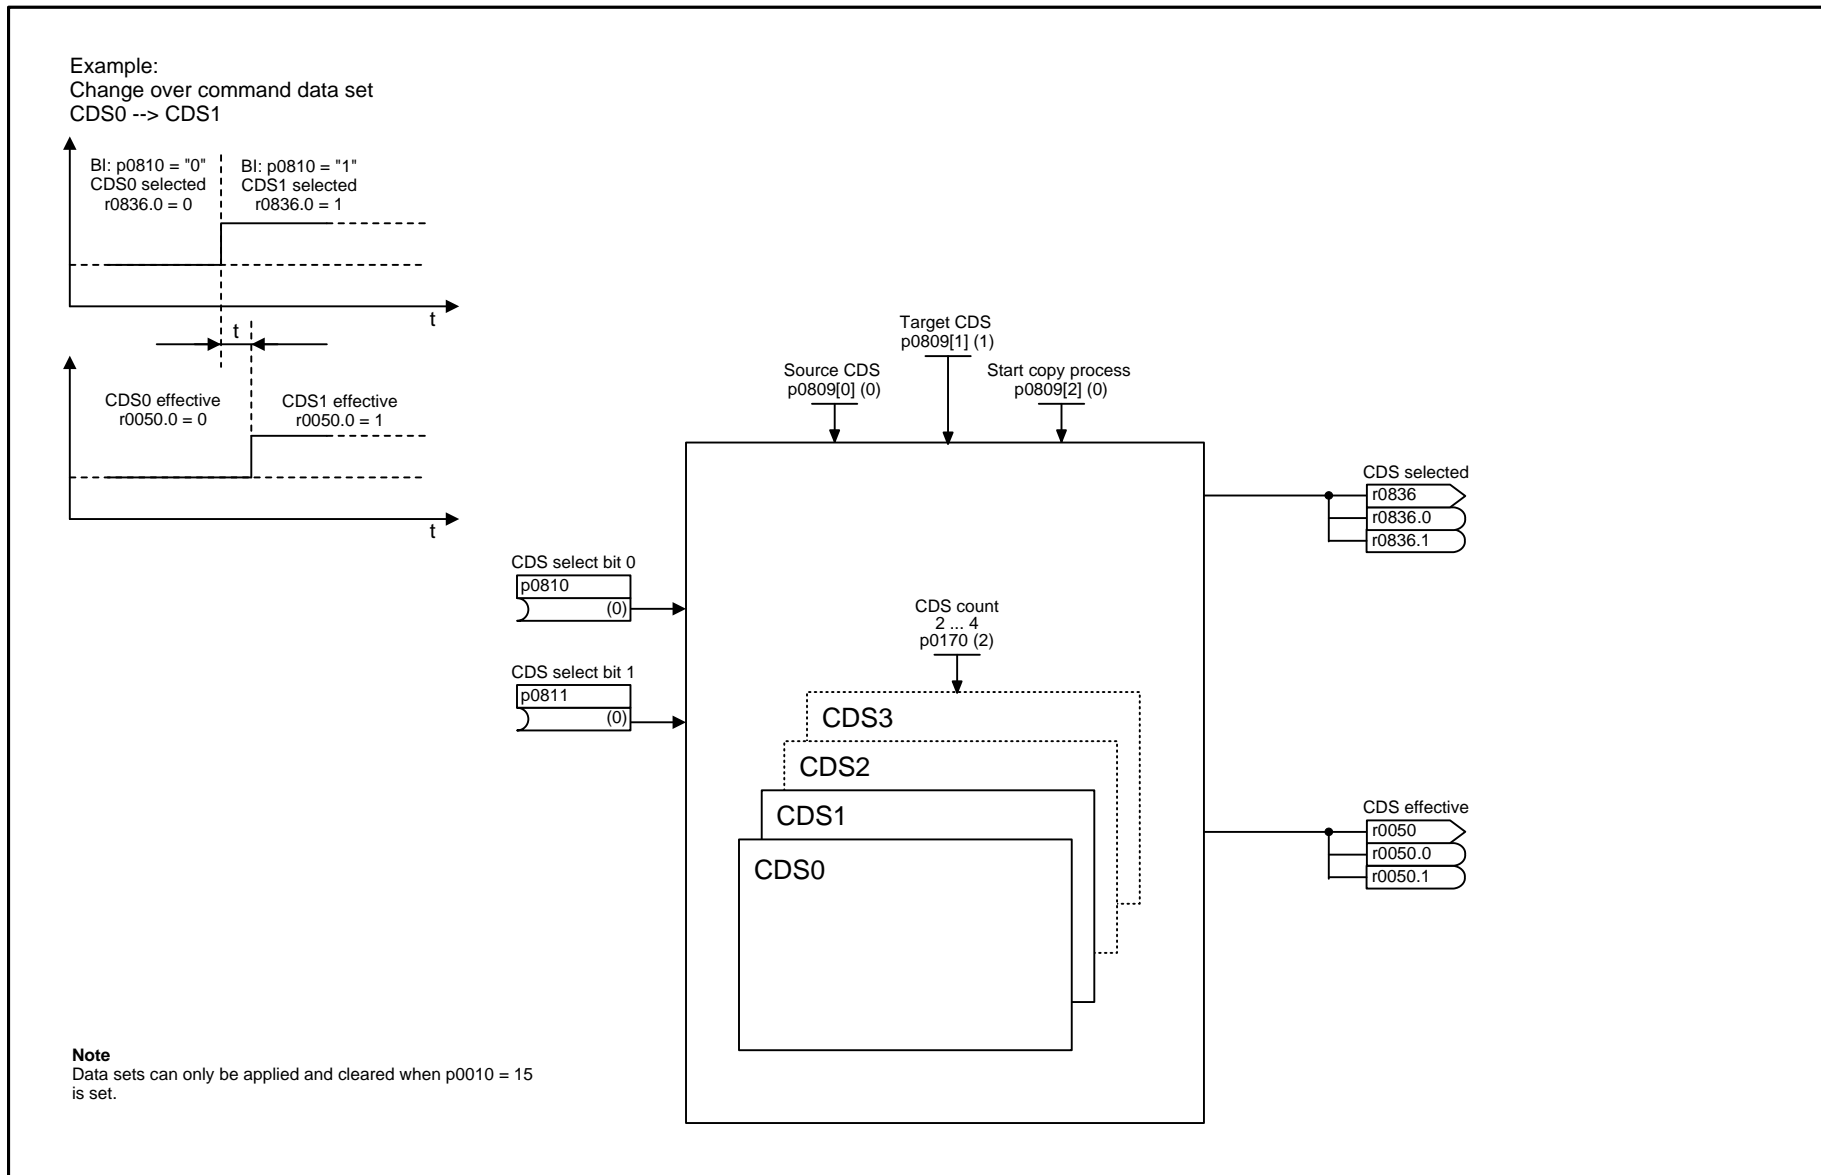 Example:
Change over command data set
CDS0 --> CDS1
BI: p0810 = "0"
CDS0 selected
r0836.0 = 0
BI: p0810 = "1"
CDS1 selected
r0836.0 = 1
t
t
CDS0 effective
r0050.0 = 0
CDS1 effective
r0050.0 = 1
t
Target CDS
p0809[1] (1)
Source CDS
p0809[0] (0)
Start copy process
p0809[2] (0)
CDS selected
r0836
r0836.0
r0836.1
CDS select bit 0
p0810
(0)
CDS select bit 1
p0811
(0)
CDS count
2 ... 4
p0170 (2)
CDS3
CDS2
CDS1
CDS0
CDS effective
r0050
r0050.0
r0050.1
Note
Data sets can only be applied and cleared when p0010 = 15
is set.